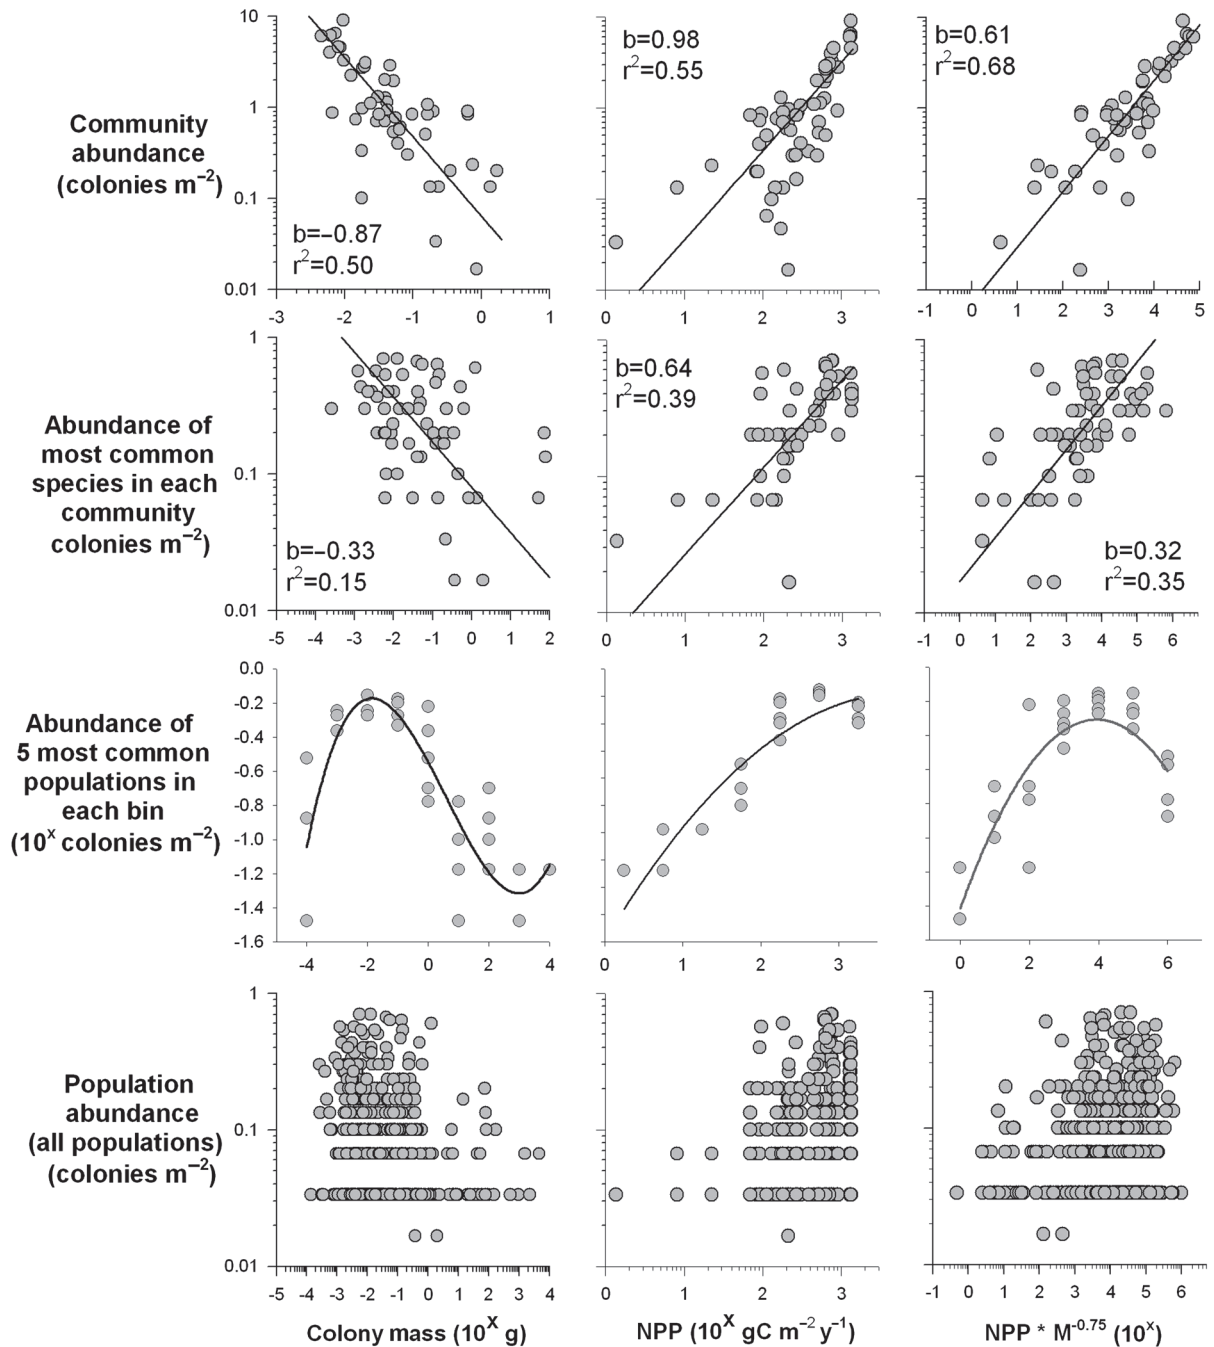 Community
abundance
(colonies m⁻²)
10
1
0.1
0.01
b=−0.87
r²=0.50
-3 -2 -1 0 1
b=0.98
r²=0.55
0 1 2 3
b=0.61
r²=0.68
-1 0 1 2 3 4 5
Abundance of
most common
species in each
community
colonies m⁻²)
1
0.1
0.01
b=−0.33
r²=0.15
-5 -4 -3 -2 -1 0 1 2
b=0.64
r²=0.39
0 1 2 3
b=0.32
r²=0.35
-1 0 1 2 3 4 5 6
Abundance of
5 most common
populations in
each bin
(10ˣ colonies m⁻²)
0.0
-0.2
-0.4
-0.6
-0.8
-1.0
-1.2
-1.4
-1.6
-4 -2 0 2 4
0 1 2 3
0 2 4 6
Population
abundance
(all populations)
(colonies m⁻²)
1
0.1
0.01
-5 -4 -3 -2 -1 0 1 2 3 4
0 1 2 3
-1 0 1 2 3 4 5 6
Colony mass (10ˣ g)
NPP (10ˣ gC m⁻² y⁻¹)
NPP * M⁻⁰·⁷⁵ (10ˣ)